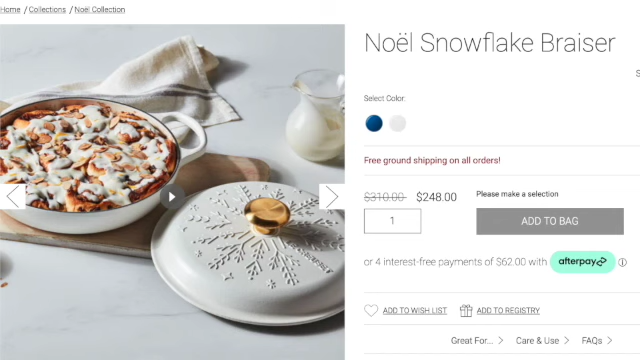 Home / Collections / Noël Collection
Noël Snowflake Braiser
S
Select Color:
Free ground shipping on all orders!
$310.00 $248.00
Please make a selection
1
ADD TO BAG
or 4 interest-free payments of $62.00 with afterpay
ADD TO WISH LIST
ADD TO REGISTRY
Great For...
Care & Use
FAQs